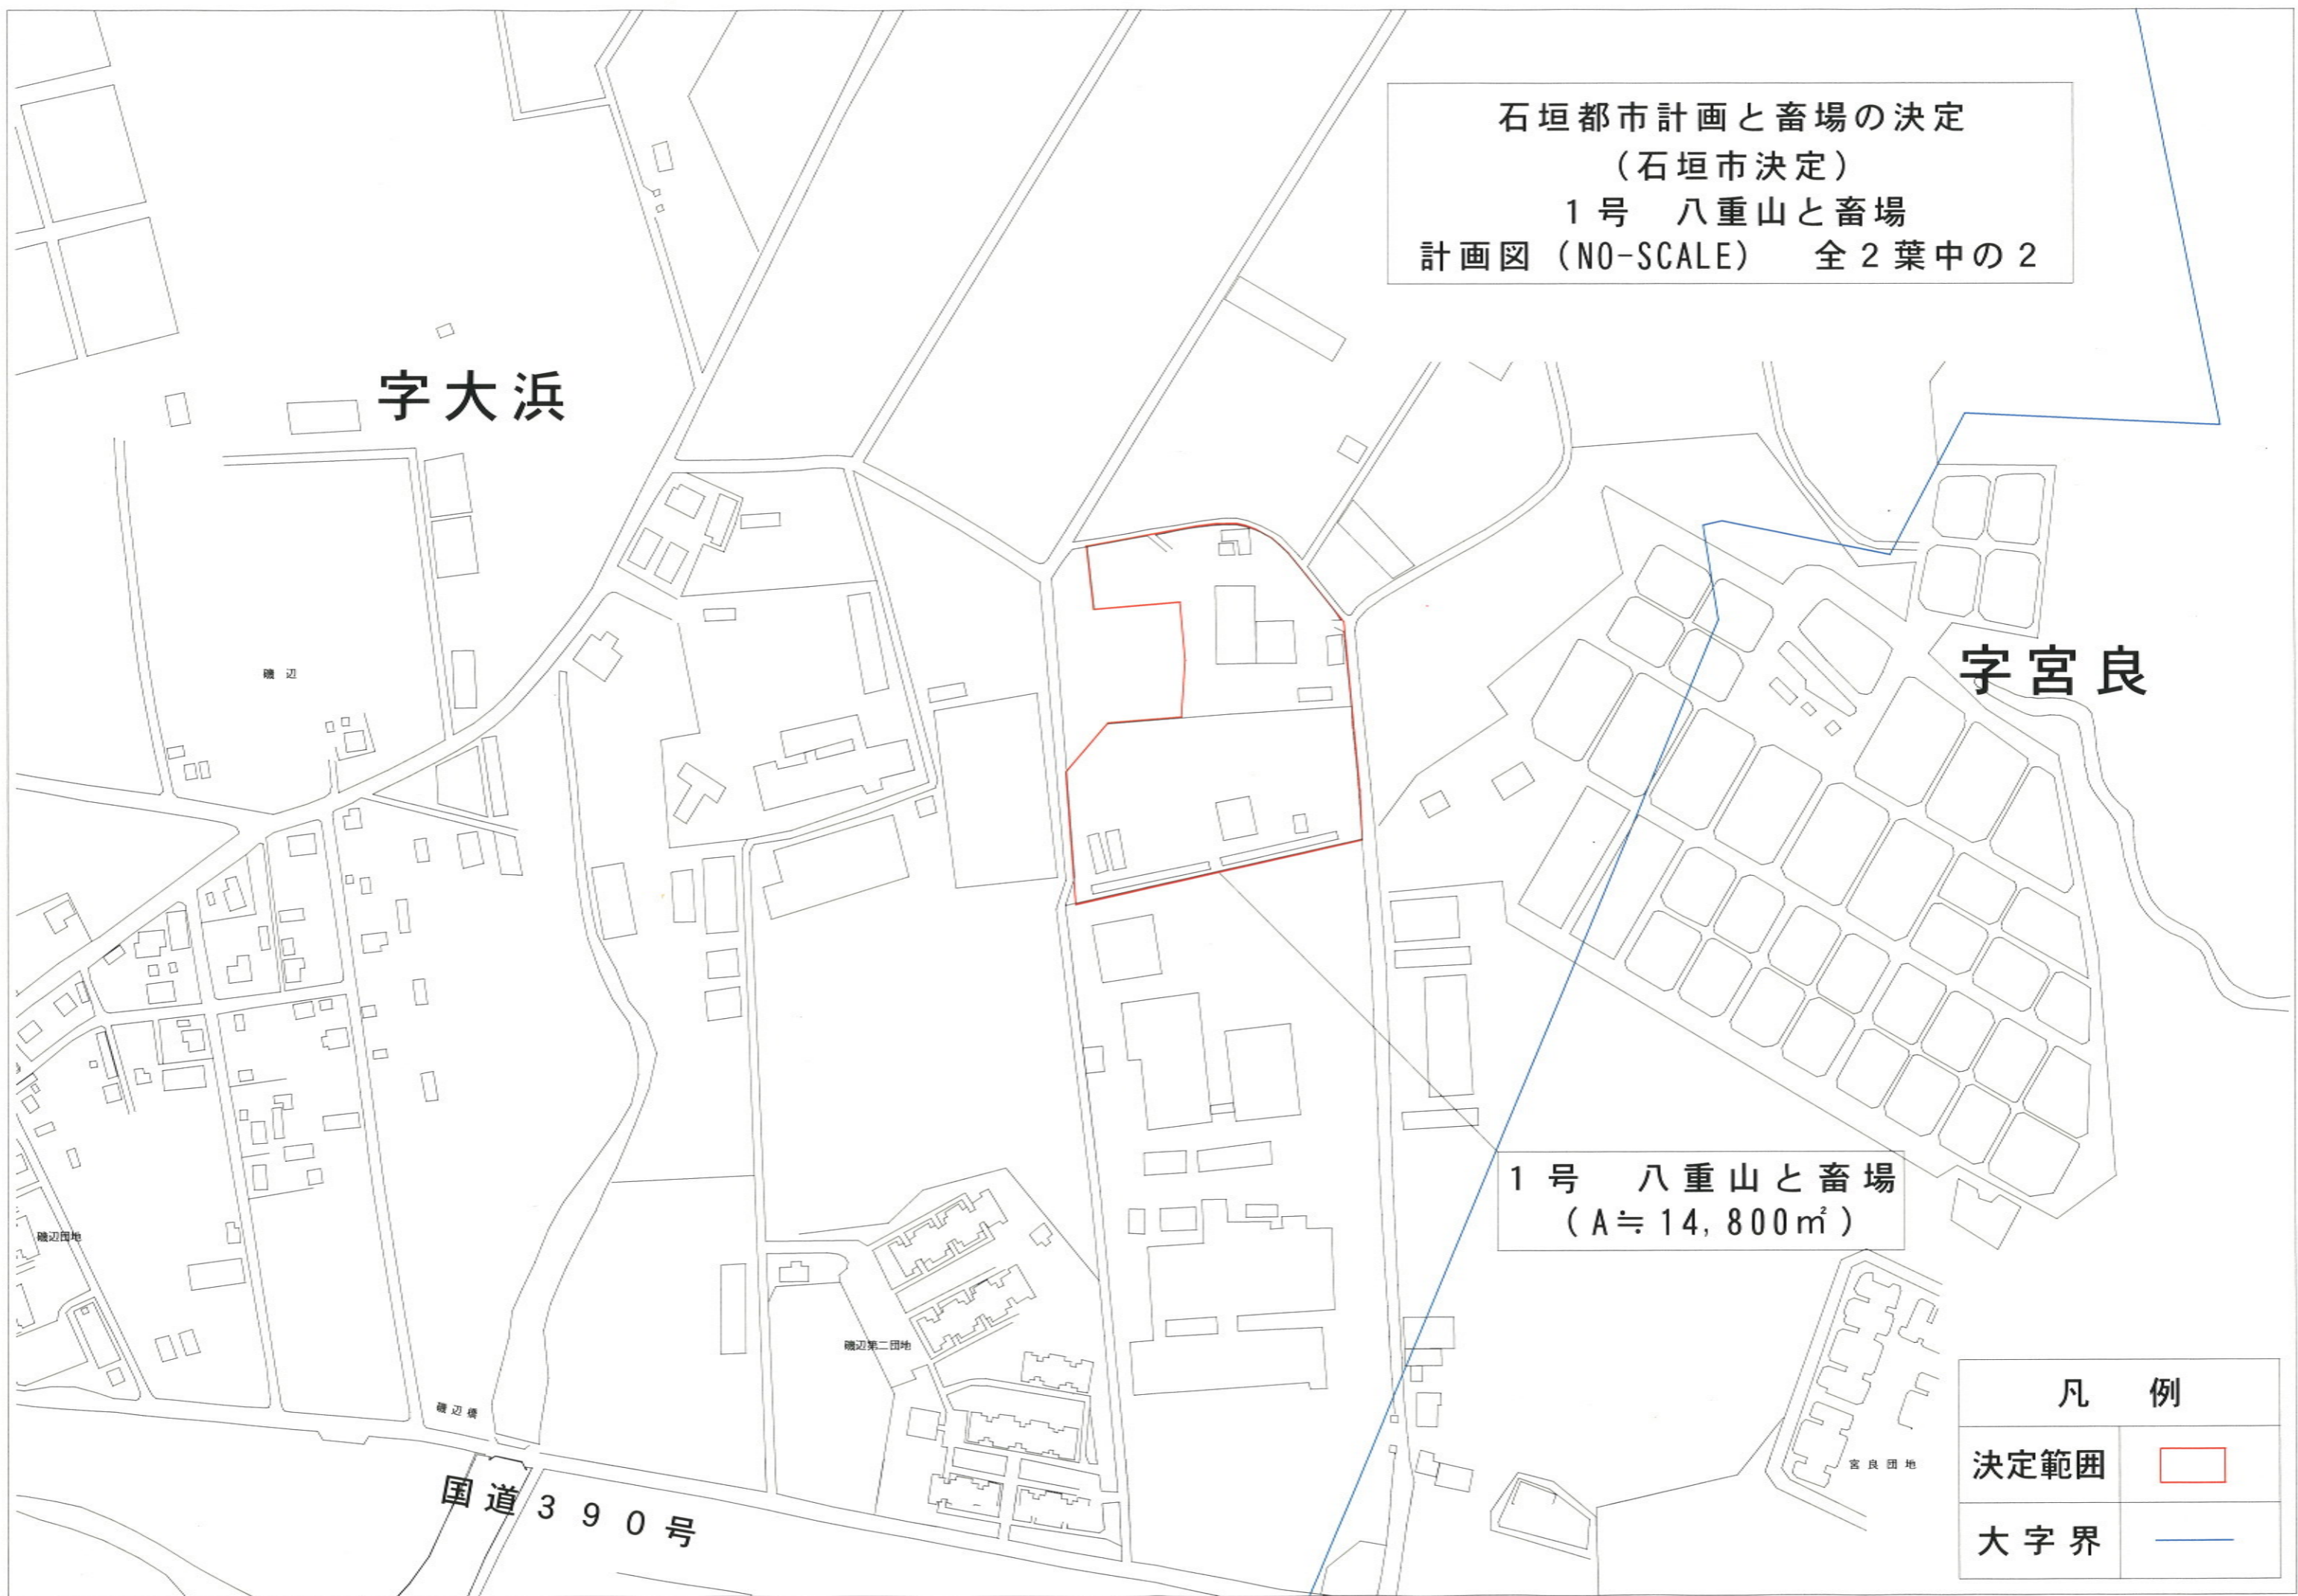 石垣都市計画と畜場の決定
(石垣市決定)
1号 八重山と畜場
計画図(NO-SCALE) 全2葉中の2
字大浜
磯辺
字宮良
1号 八重山と畜場
(A≒14,800㎡)
磯辺団地
磯辺第二団地
磯辺橋
国道390号
宮良団地
凡例
決定範囲
大字界